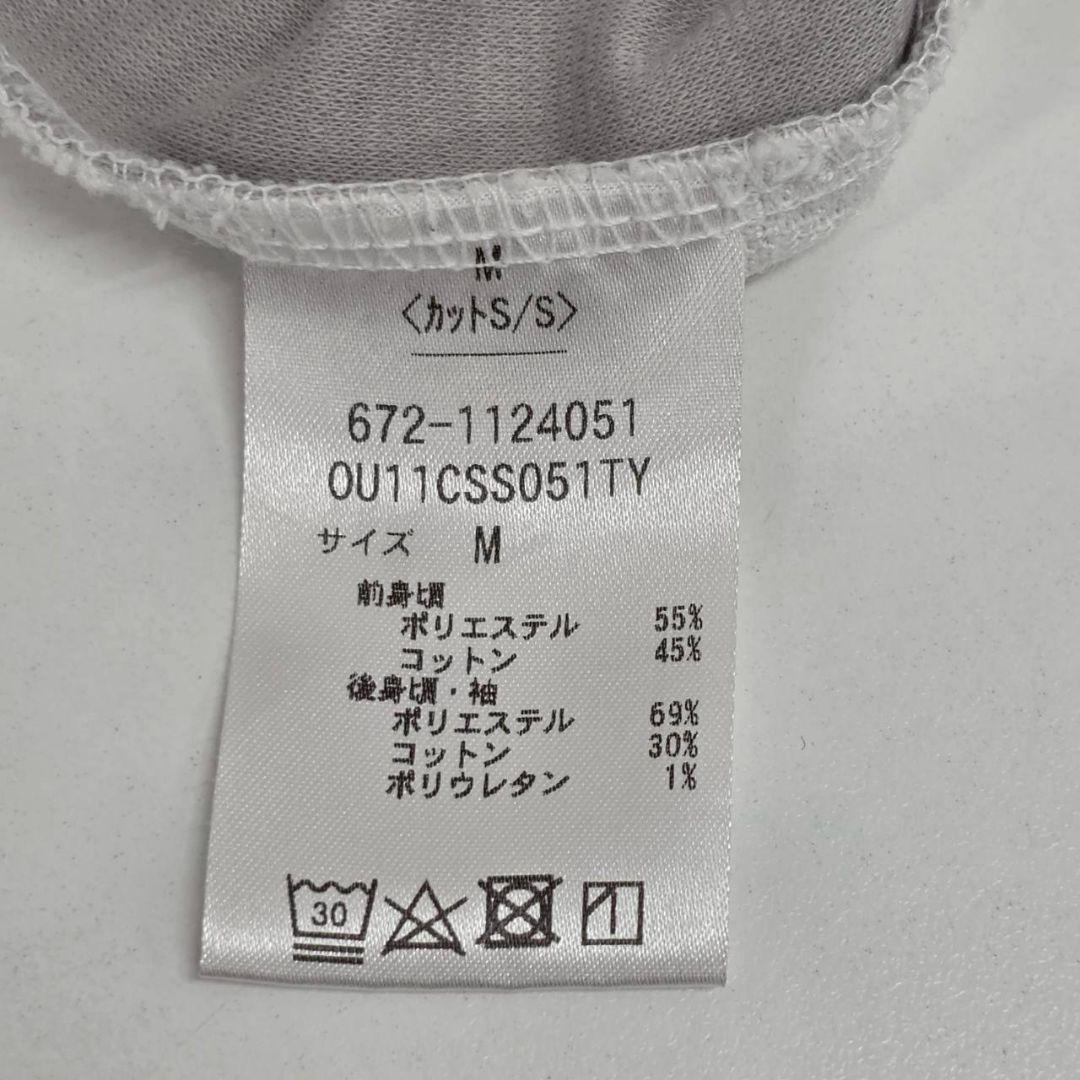 M
〈カットS/S〉
672-1124051
OU11CSS051TY
サイズ M
前身頃
ポリエステル 55%
コットン 45%
後身頃・袖
ポリエステル 69%
コットン 30%
ポリウレタン 1%
30